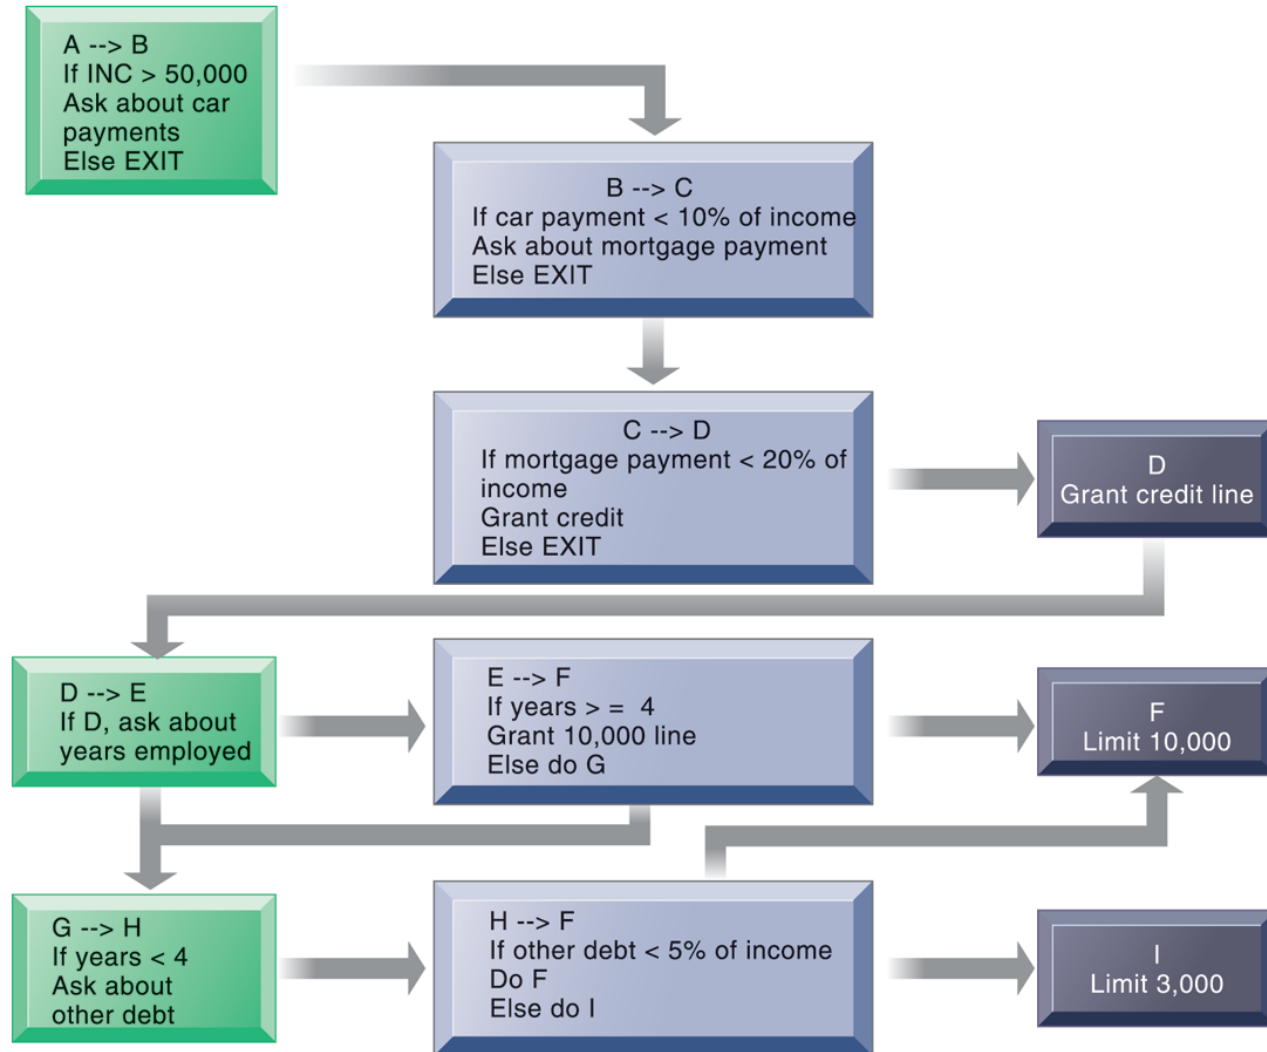 A --> B
If INC > 50,000
Ask about car
payments
Else EXIT
B --> C
If car payment < 10% of income
Ask about mortgage payment
Else EXIT
C --> D
If mortgage payment < 20% of
income
Grant credit
Else EXIT
D
Grant credit line
D --> E
If D, ask about
years employed
E --> F
If years > = 4
Grant 10,000 line
Else do G
F
Limit 10,000
G --> H
If years < 4
Ask about
other debt
H --> F
If other debt < 5% of income
Do F
Else do I
I
Limit 3,000